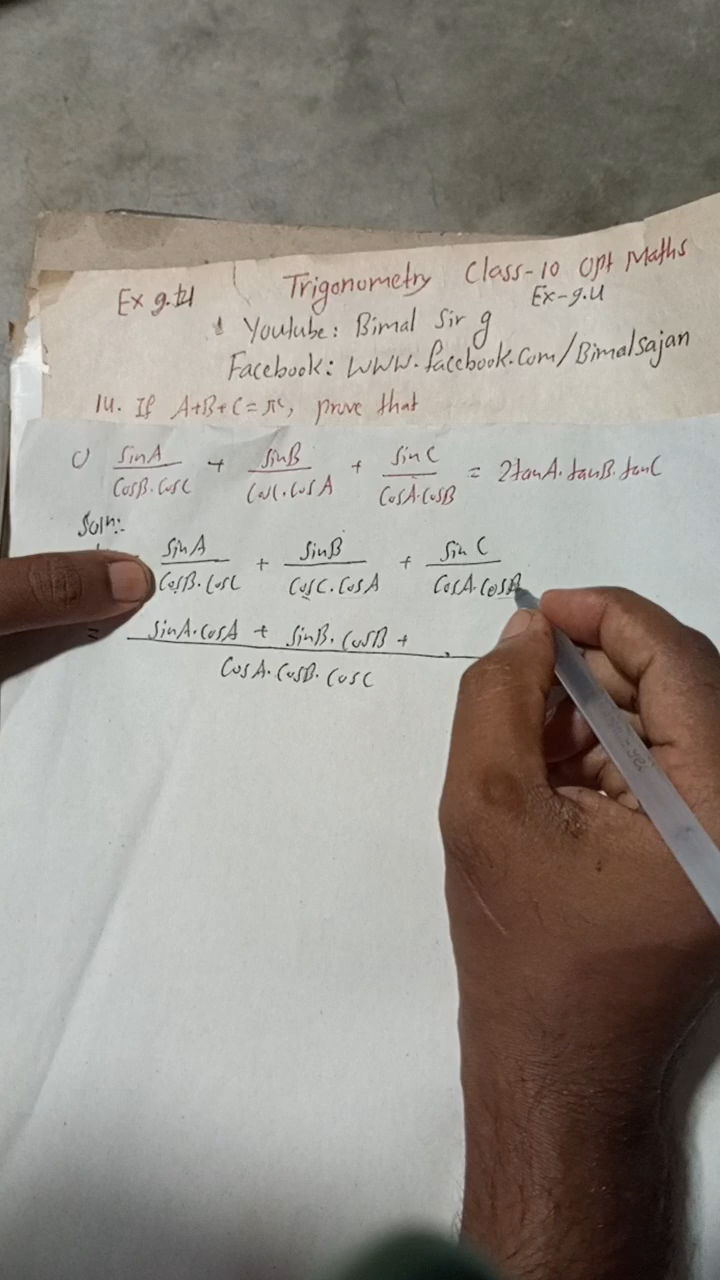 Ex 9.4 Trigonometry Class-10 Opt Maths
Ex-9.4
Youtube: Bimal Sir g
Facebook: www.facebook.com/Bimalsajan
14. If A+B+C=πᶜ, prove that
c) SinA/CosB.CosC + SinB/CosC.CosA + SinC/CosA.CosB = 2tanA.tanB.tanC
Soln:
SinA/CosB.CosC + SinB/CosC.CosA + SinC/CosA.CosB
= SinA.CosA + SinB.CosB +
CosA.CosB.CosC